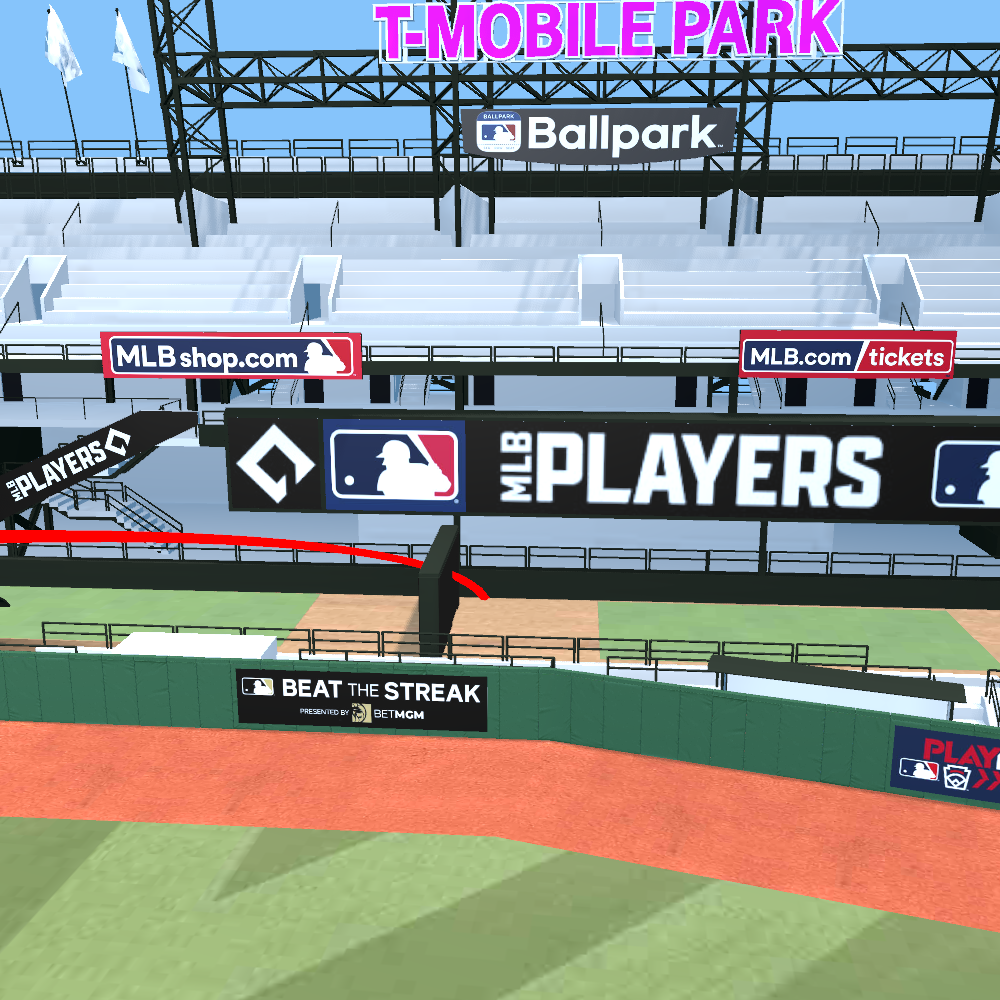 T-MOBILE PARK
BALLPARK
Ballpark
MLBshop.com
MLB.com/tickets
MLB PLAYERS
MLB PLAYERS
BEAT THE STREAK
PRESENTED BY BETMGM
PLAY